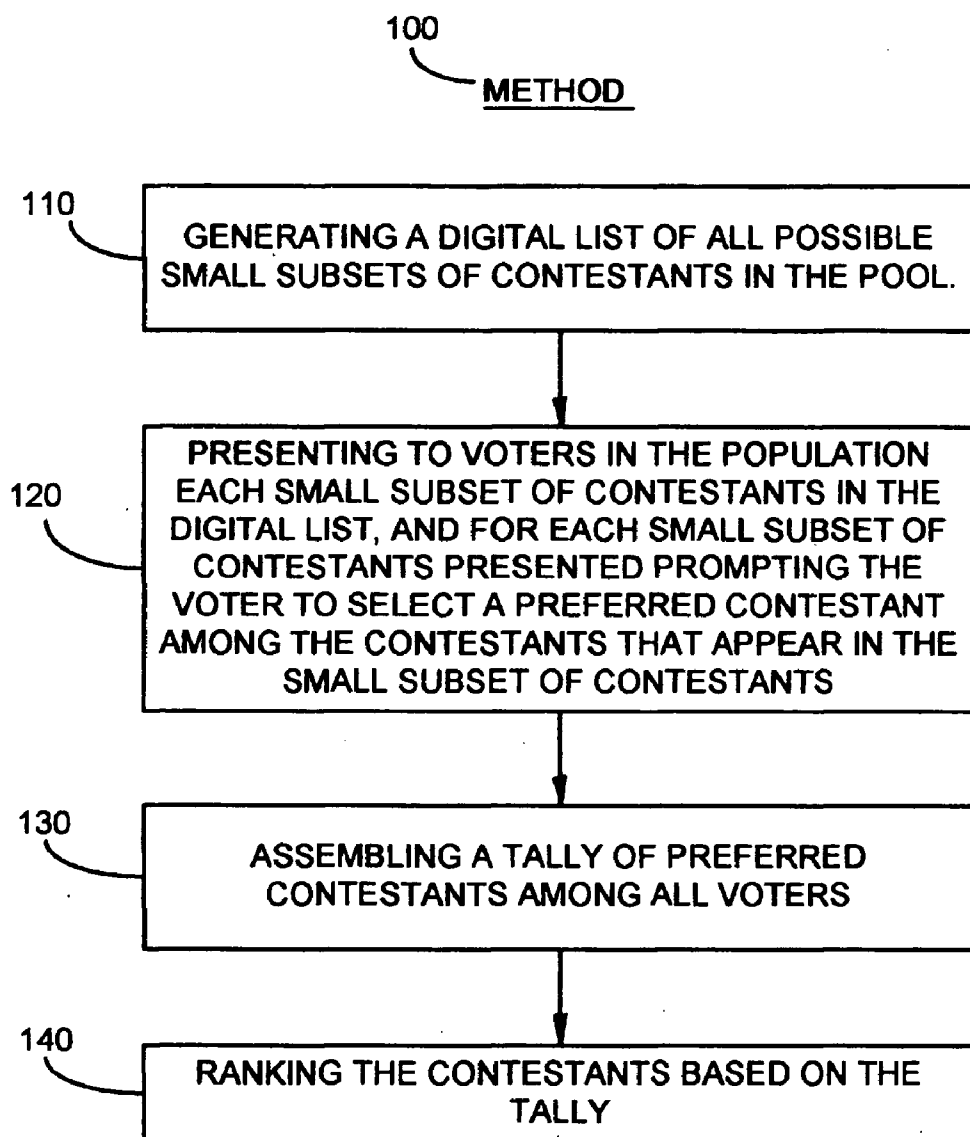 100
METHOD
110
GENERATING A DIGITAL LIST OF ALL POSSIBLE
SMALL SUBSETS OF CONTESTANTS IN THE POOL.
120
PRESENTING TO VOTERS IN THE POPULATION
EACH SMALL SUBSET OF CONTESTANTS IN THE
DIGITAL LIST, AND FOR EACH SMALL SUBSET OF
CONTESTANTS PRESENTED PROMPTING THE
VOTER TO SELECT A PREFERRED CONTESTANT
AMONG THE CONTESTANTS THAT APPEAR IN THE
SMALL SUBSET OF CONTESTANTS
130
ASSEMBLING A TALLY OF PREFERRED
CONTESTANTS AMONG ALL VOTERS
140
RANKING THE CONTESTANTS BASED ON THE
TALLY